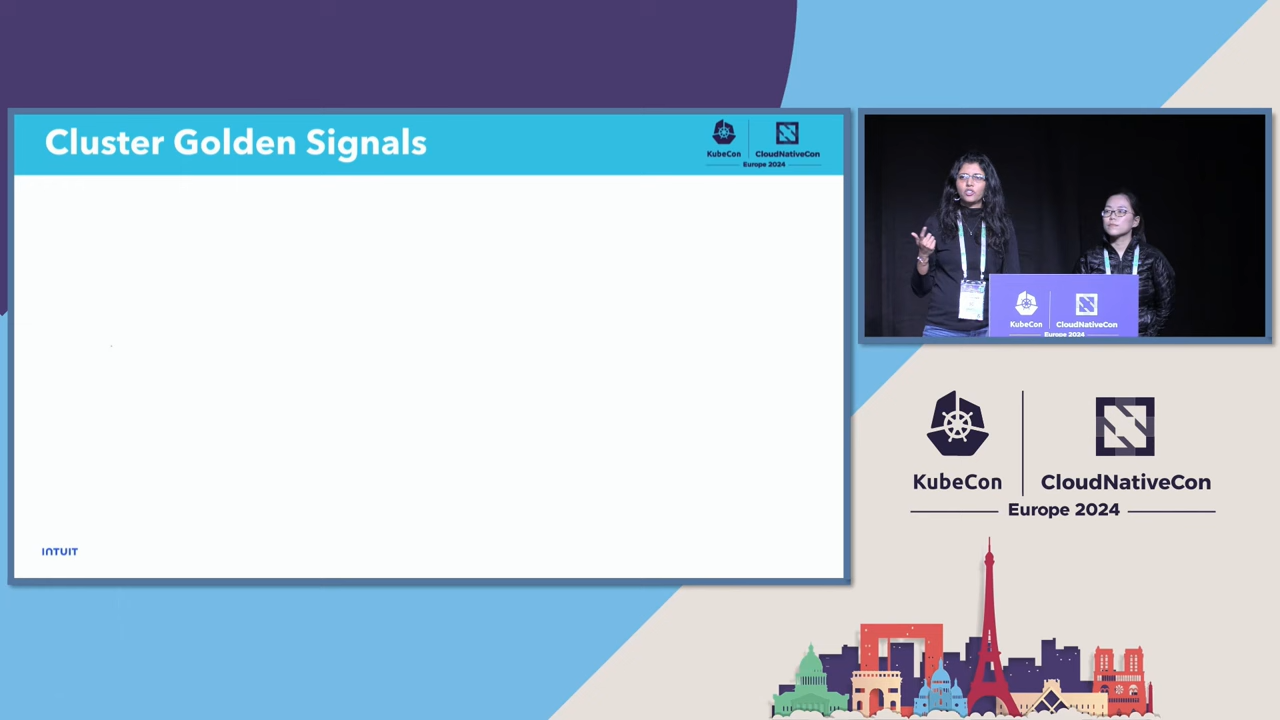 Cluster Golden Signals
KubeCon
CloudNativeCon
Europe 2024
INTUIT
KubeCon
CloudNativeCon
Europe 2024
KubeCon
CloudNativeCon
Europe 2024